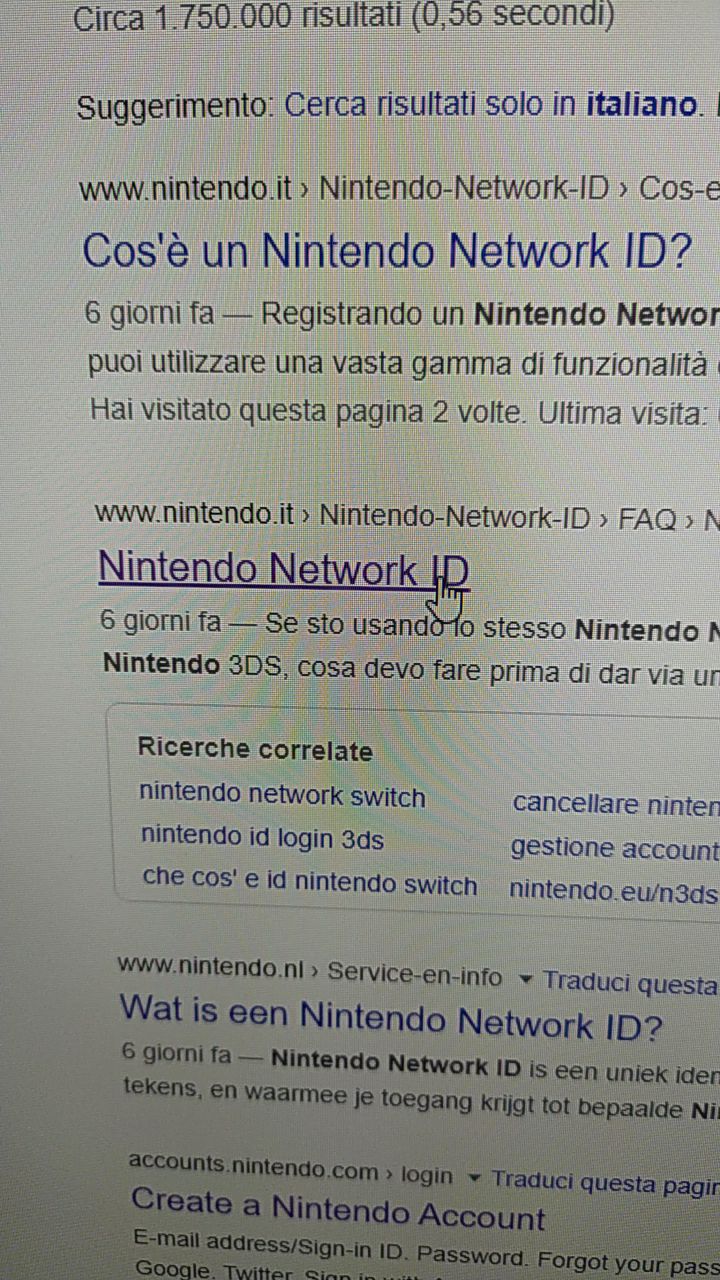 Circa 1.750.000 risultati (0,56 secondi)
Suggerimento: Cerca risultati solo in italiano.
www.nintendo.it › Nintendo-Network-ID › Cos-e
Cos'è un Nintendo Network ID?
6 giorni fa — Registrando un Nintendo Networ
puoi utilizzare una vasta gamma di funzionalità
Hai visitato questa pagina 2 volte. Ultima visita:
www.nintendo.it › Nintendo-Network-ID › FAQ › N
Nintendo Network ID
6 giorni fa — Se sto usando lo stesso Nintendo N
Nintendo 3DS, cosa devo fare prima di dar via un
Ricerche correlate
nintendo network switch
cancellare ninten
nintendo id login 3ds
gestione account
che cos' e id nintendo switch
nintendo.eu/n3ds
www.nintendo.nl › Service-en-info ▾ Traduci questa
Wat is een Nintendo Network ID?
6 giorni fa — Nintendo Network ID is een uniek iden
tekens, en waarmee je toegang krijgt tot bepaalde Ni
accounts.nintendo.com › login ▾ Traduci questa pagin
Create a Nintendo Account
E-mail address/Sign-in ID. Password. Forgot your pass
Google. Twitter. Sign in with